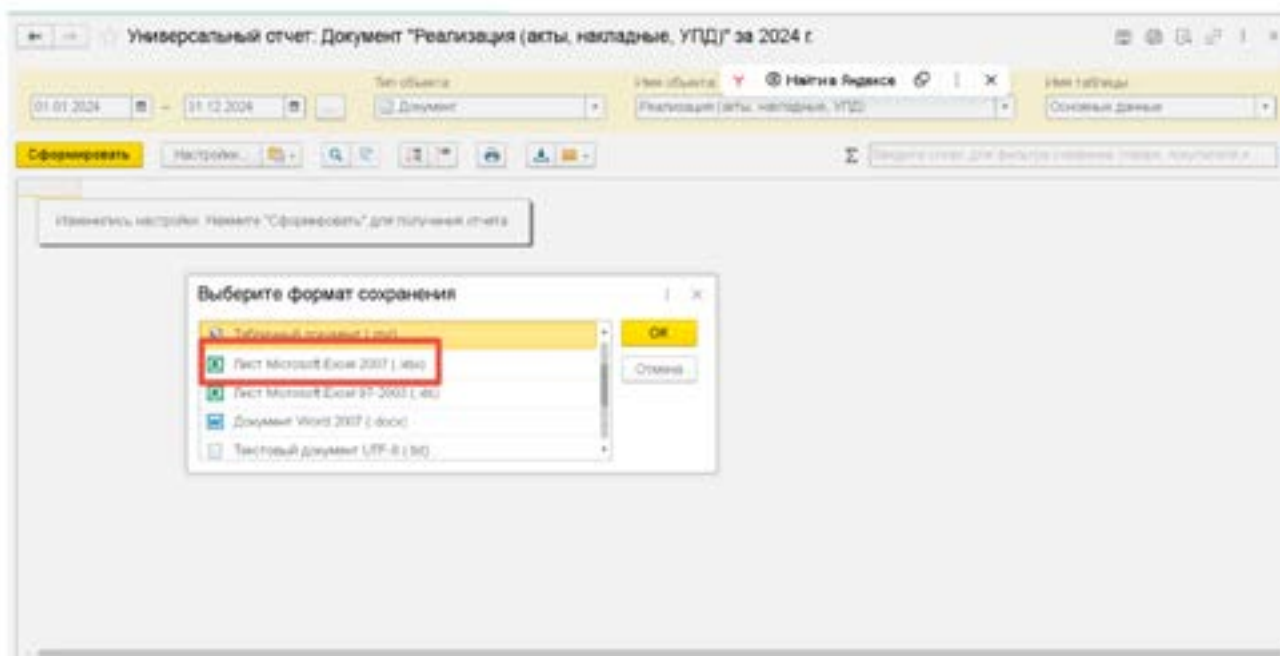 Универсальный отчет: Документ "Реализация (акты, накладные, УПД)" за 2024 г.
Тип объекта: Имя объекта: Найти в Яндексе Имя таблицы:
01.01.2024 – 31.12.2024 ... Документ Реализация (акты, накладные, УПД) Основные данные
Сформировать Настройки... Σ
Изменились настройки. Нажмите "Сформировать" для получения отчета.
Выберите формат сохранения
Табличный документ (.mxl) ОК
Лист Microsoft Excel 2007 (.xlsx) Отмена
Лист Microsoft Excel 97-2003 (.xls)
Документ Word 2007 (.docx)
Текстовый документ UTF-8 (.txt)